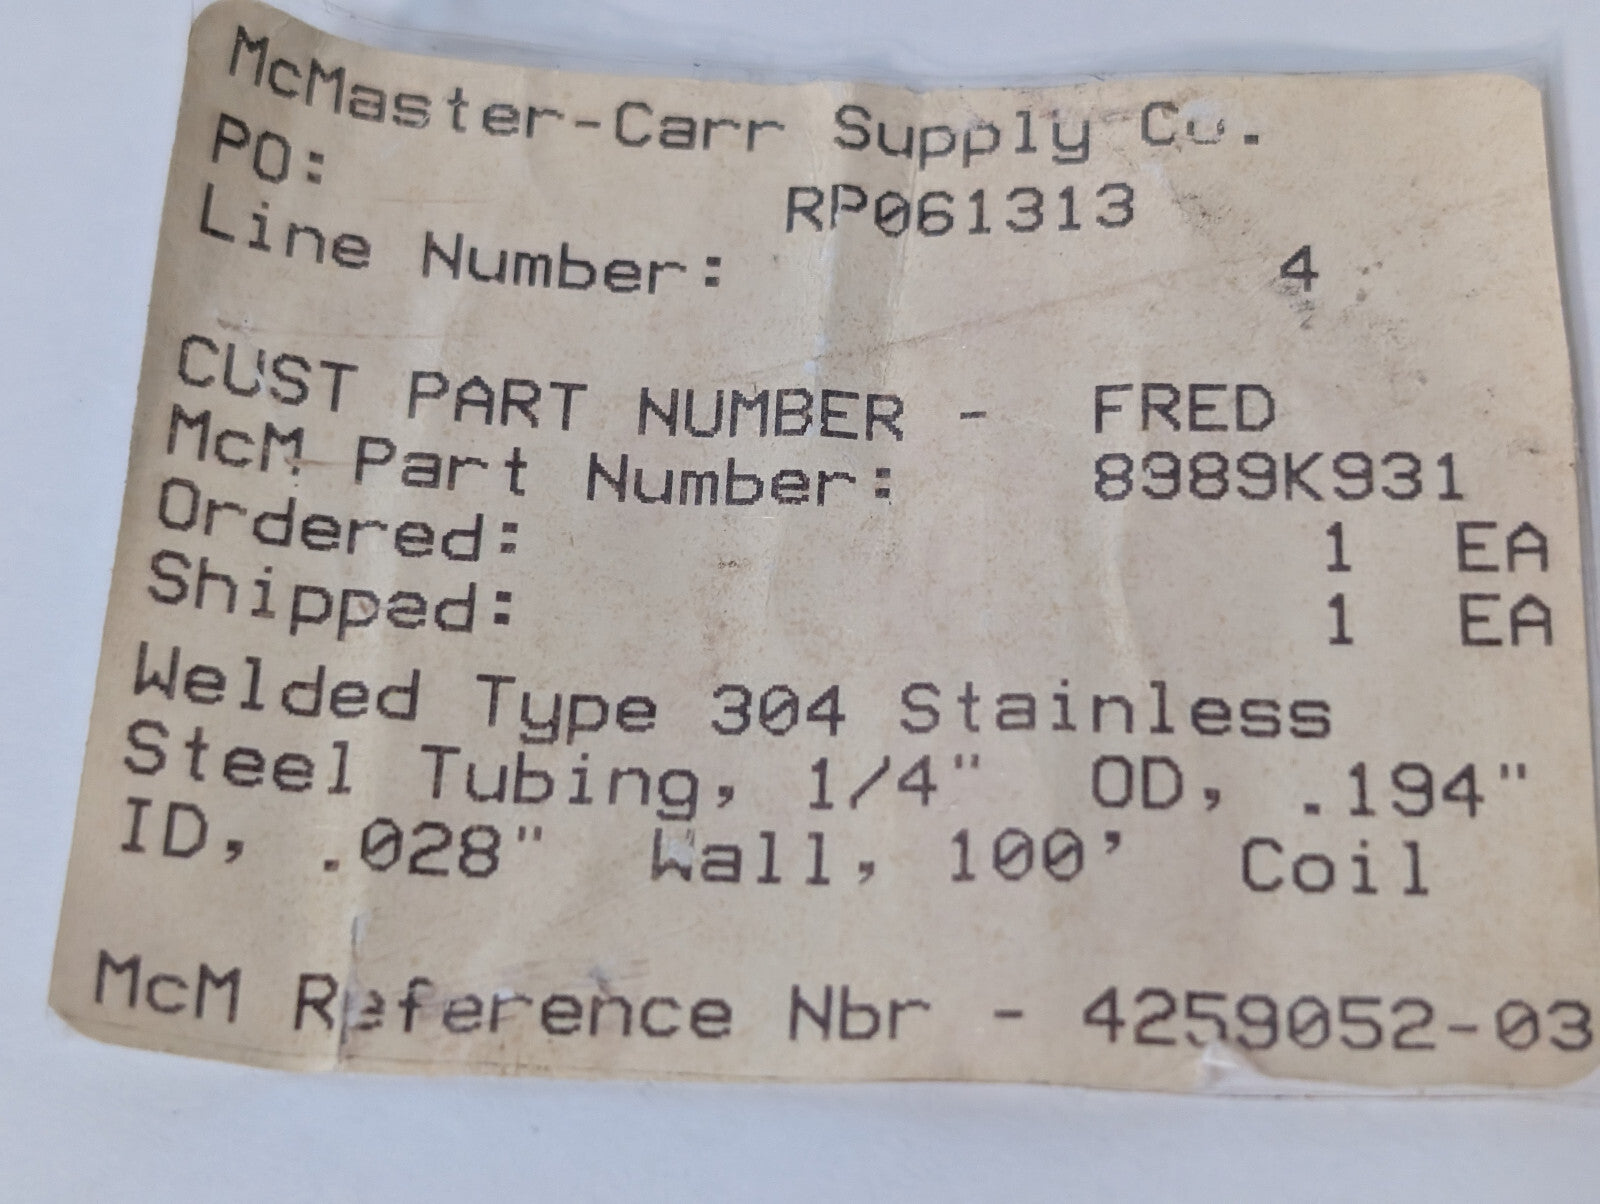 McMaster-Carr Supply Co.
PO: RP061313
Line Number: 4
CUST PART NUMBER - FRED
McM Part Number: 8989K931
Ordered: 1 EA
Shipped: 1 EA
Welded Type 304 Stainless
Steel Tubing, 1/4" OD, .194"
ID, .028" Wall, 100' Coil
McM Reference Nbr - 4259052-03